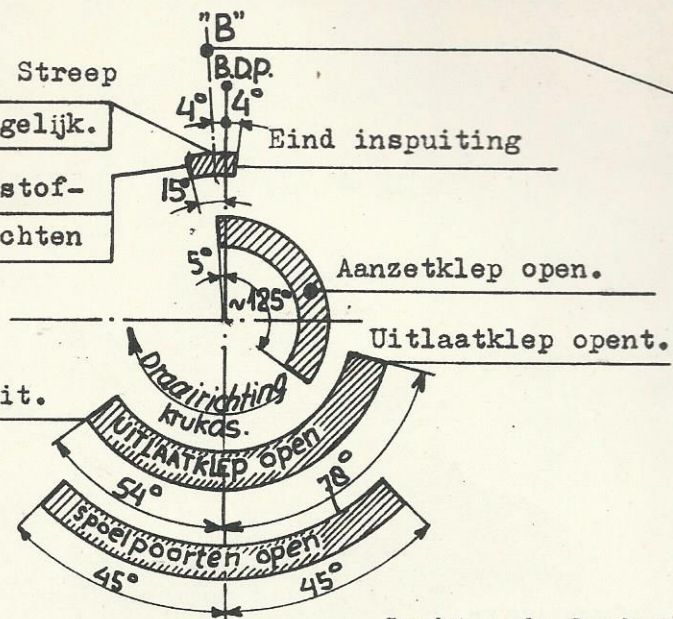 "B"
B.D.P.
Streep
4° 4°
gelijk.
Eind inspuiting
stof-
chten
15°
5°
Aanzetklep open.
~125°
Uitlaatklep opent.
Draairichting
krukas.
it.
UITLAATKLEP open
54°
78°
spoelpoorten open
45° 45°